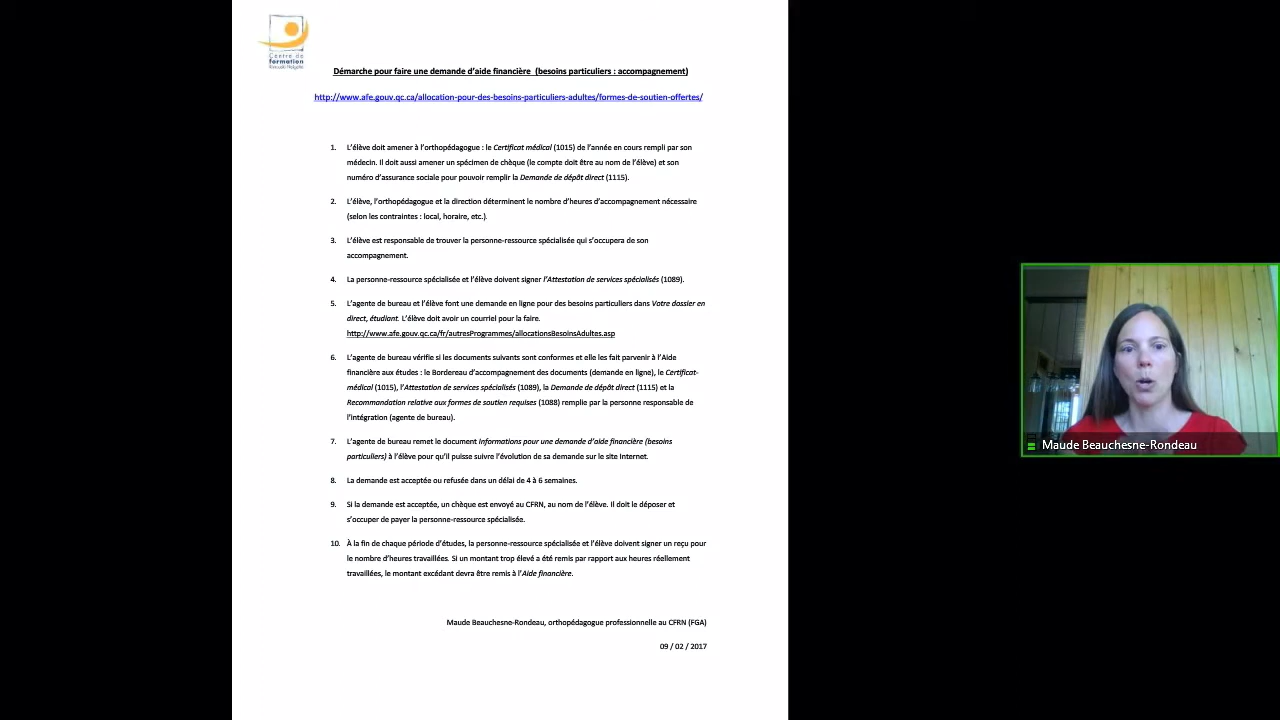 Centre de
formation
Démarche pour faire une demande d'aide financière (besoins particuliers : accompagnement)
http://www.afe.gouv.qc.ca/allocation-pour-des-besoins-particuliers-adultes/formes-de-soutien-offertes/
1. L'élève doit amener à l'orthopédagogue : le Certificat médical (1015) de l'année en cours rempli par son
médecin. Il doit aussi amener un spécimen de chèque (le compte doit être au nom de l'élève) et son
numéro d'assurance sociale pour pouvoir remplir la Demande de dépôt direct (1115).
2. L'élève, l'orthopédagogue et la direction déterminent le nombre d'heures d'accompagnement nécessaire
(selon les contraintes : local, horaire, etc.).
3. L'élève est responsable de trouver la personne-ressource spécialisée qui s'occupera de son
accompagnement.
4. La personne-ressource spécialisée et l'élève doivent signer l'Attestation de services spécialisés (1089).
5. L'agente de bureau et l'élève font une demande en ligne pour des besoins particuliers dans Votre dossier en
direct, étudiant. L'élève doit avoir un courriel pour la faire.
http://www.afe.gouv.qc.ca/fr/autresProgrammes/allocationsBesoinsAdultes.asp
6. L'agente de bureau vérifie si les documents suivants sont conformes et elle les fait parvenir à l'Aide
financière aux études : le Bordereau d'accompagnement des documents (demande en ligne), le Certificat-
médical (1015), l'Attestation de services spécialisés (1089), la Demande de dépôt direct (1115) et la
Recommandation relative aux formes de soutien requises (1088) remplie par la personne responsable de
l'intégration (agente de bureau).
7. L'agente de bureau remet le document Informations pour une demande d'aide financière (besoins
particuliers) à l'élève pour qu'il puisse suivre l'évolution de sa demande sur le site Internet.
8. La demande est acceptée ou refusée dans un délai de 4 à 6 semaines.
9. Si la demande est acceptée, un chèque est envoyé au CFRN, au nom de l'élève. Il doit le déposer et
s'occuper de payer la personne-ressource spécialisée.
10. À la fin de chaque période d'études, la personne-ressource spécialisée et l'élève doivent signer un reçu pour
le nombre d'heures travaillées. Si un montant trop élevé a été remis par rapport aux heures réellement
travaillées, le montant excédant devra être remis à l'Aide financière.
Maude Beauchesne-Rondeau, orthopédagogue professionnelle au CFRN (FGA)
09 / 02 / 2017
Maude Beauchesne-Rondeau